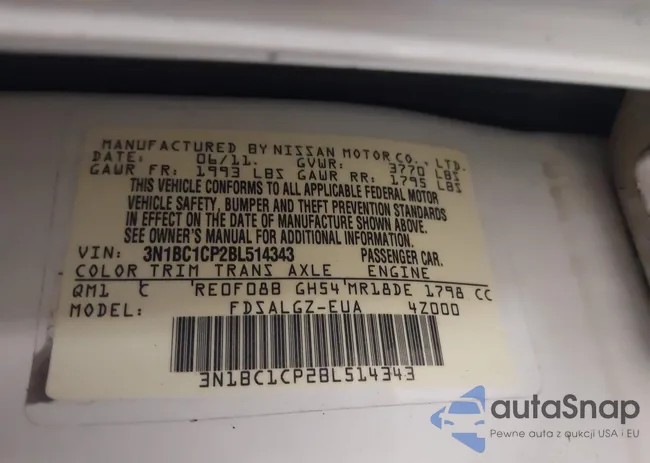 MANUFACTURED BY NISSAN MOTOR CO., LTD.
DATE: 06/11. GVWR: 3770 LBS
GAWR FR: 1993 LBS GAWR RR: 1795 LBS
THIS VEHICLE CONFORMS TO ALL APPLICABLE FEDERAL MOTOR
VEHICLE SAFETY, BUMPER AND THEFT PREVENTION STANDARDS
IN EFFECT ON THE DATE OF MANUFACTURE SHOWN ABOVE.
SEE OWNER'S MANUAL FOR ADDITIONAL INFORMATION.
VIN: 3N1BC1CP2BL514343 PASSENGER CAR.
COLOR TRIM TRANS AXLE ENGINE
QM1 C RE0F08B GH54 MR18DE 1798 CC
MODEL: FDSALGZ-EUA 4Z000
3N1BC1CP2BL514343
autaSnap
Pewne auta z aukcji USA i EU